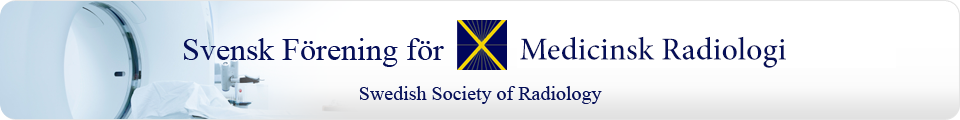 Svensk Förening för Medicinsk Radiologi
Swedish Society of Radiology